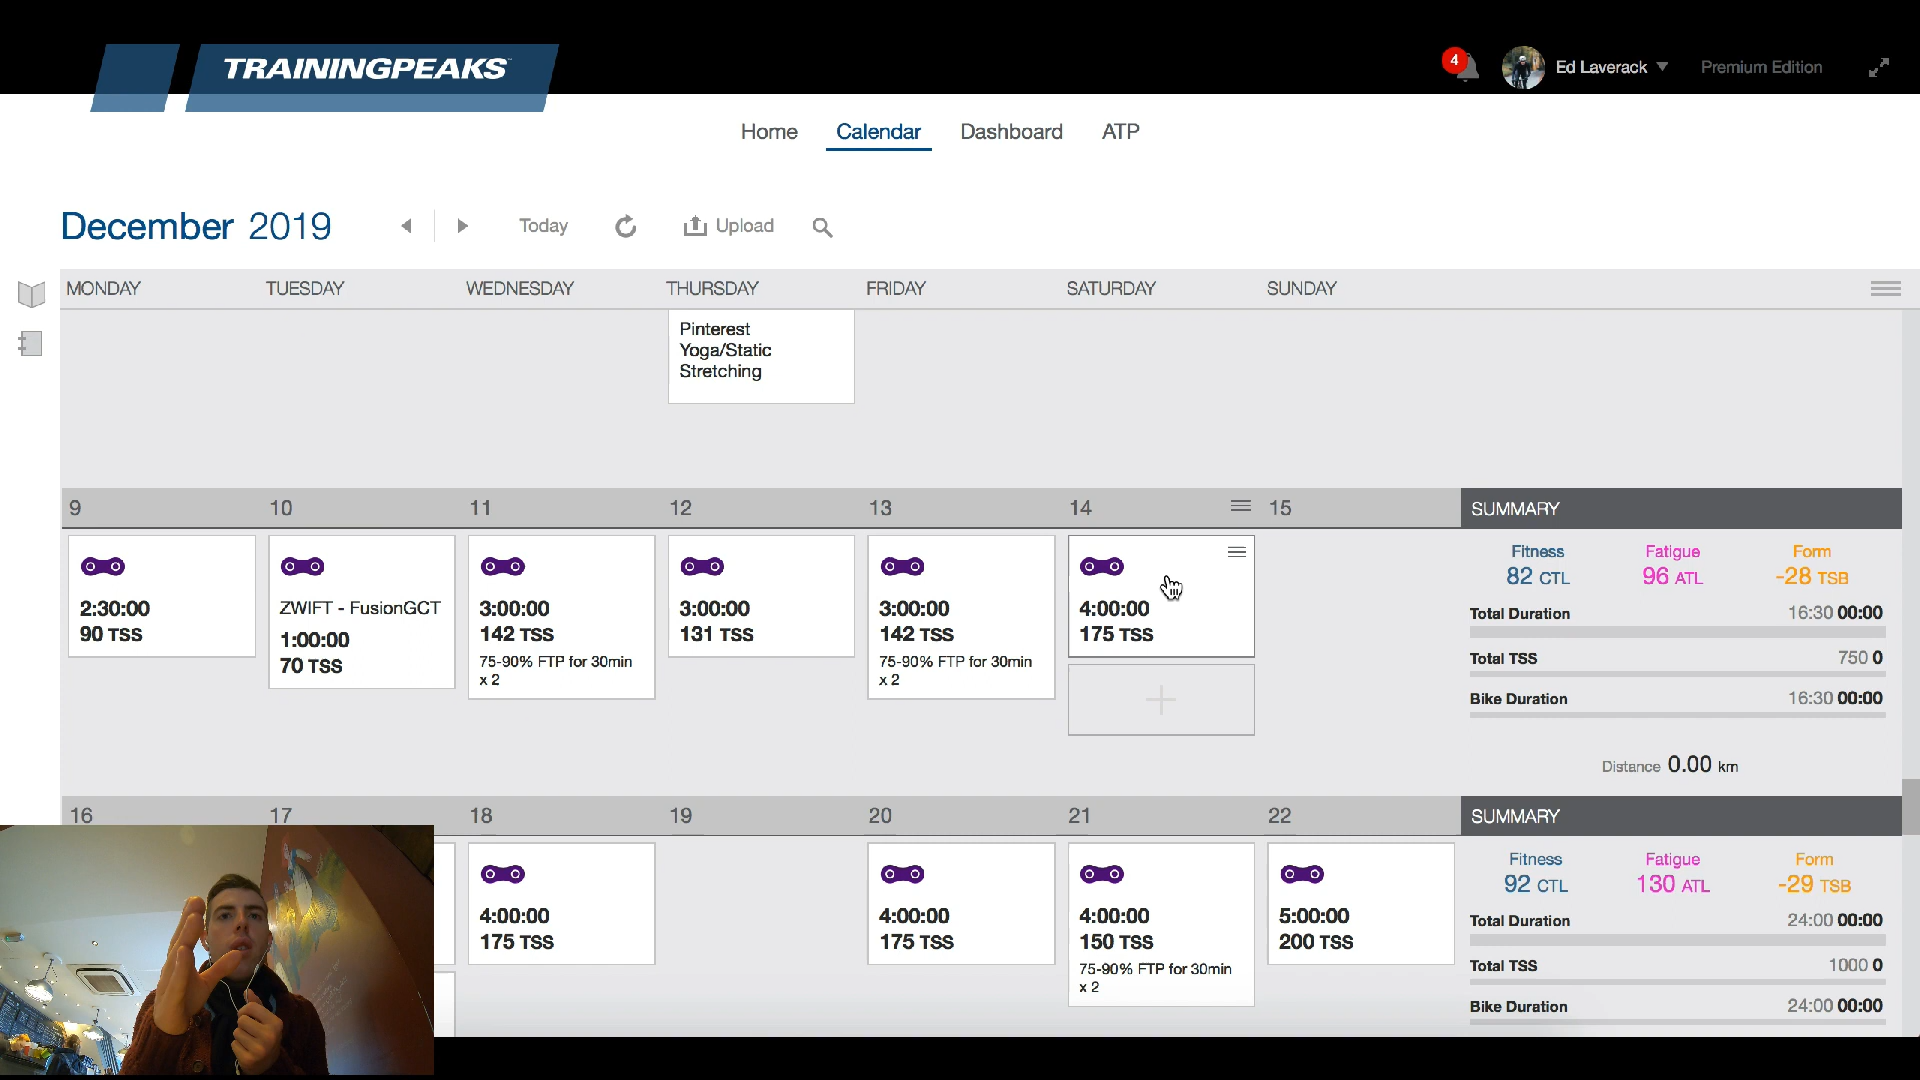 TRAININGPEAKS
4
Ed Laverack
Premium Edition
Home
Calendar
Dashboard
ATP
December 2019
Today
Upload
MONDAY
TUESDAY
WEDNESDAY
THURSDAY
FRIDAY
SATURDAY
SUNDAY
Pinterest
Yoga/Static
Stretching
9
10
11
12
13
14
15
SUMMARY
2:30:00
90 TSS
ZWIFT - FusionGCT
1:00:00
70 TSS
3:00:00
142 TSS
75-90% FTP for 30min
x 2
3:00:00
131 TSS
3:00:00
142 TSS
75-90% FTP for 30min
x 2
4:00:00
175 TSS
Fitness
82 CTL
Fatigue
96 ATL
Form
-28 TSB
Total Duration 16:30 00:00
Total TSS 750 0
Bike Duration 16:30 00:00
Distance 0.00 km
16
17
18
19
20
21
22
SUMMARY
4:00:00
175 TSS
4:00:00
175 TSS
4:00:00
150 TSS
75-90% FTP for 30min
x 2
5:00:00
200 TSS
Fitness
92 CTL
Fatigue
130 ATL
Form
-29 TSB
Total Duration 24:00 00:00
Total TSS 1000 0
Bike Duration 24:00 00:00